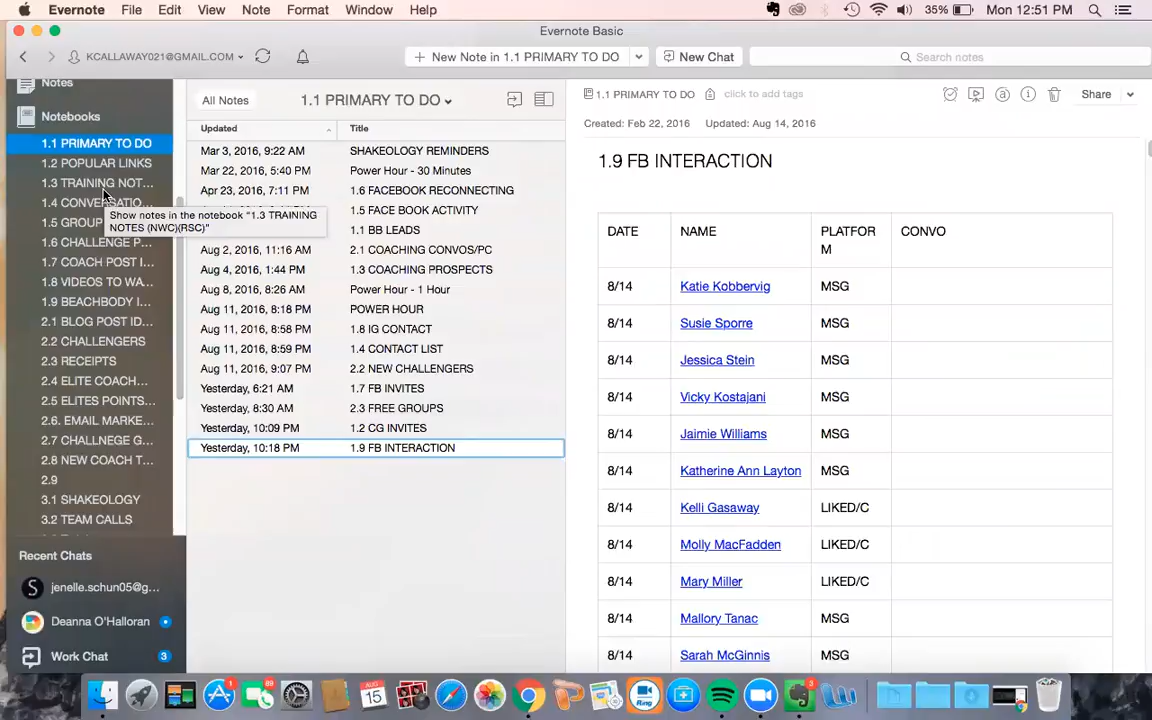 Evernote File Edit View Note Format Window Help 35% Mon 12:51 PM
Evernote Basic
KCALLAWAY021@GMAIL.COM New Note in 1.1 PRIMARY TO DO New Chat Search notes
Notes
Notebooks
1.1 PRIMARY TO DO
1.2 POPULAR LINKS
1.3 TRAINING NOT...
1.4 CONVERSATIO...
1.5 GROUP
1.6 CHALLENGE P...
1.7 COACH POST I...
1.8 VIDEOS TO WA...
1.9 BEACHBODY I...
2.1 BLOG POST ID...
2.2 CHALLENGERS
2.3 RECEIPTS
2.4 ELITE COACH...
2.5 ELITES POINTS...
2.6. EMAIL MARKE...
2.7 CHALLNEGE G...
2.8 NEW COACH T...
2.9
3.1 SHAKEOLOGY
3.2 TEAM CALLS
Show notes in the notebook "1.3 TRAINING
NOTES (NWC)(RSC)"
Recent Chats
jenelle.schun05@g...
Deanna O'Halloran
Work Chat 3
All Notes 1.1 PRIMARY TO DO
Updated Title
Mar 3, 2016, 9:22 AM SHAKEOLOGY REMINDERS
Mar 22, 2016, 5:40 PM Power Hour - 30 Minutes
Apr 23, 2016, 7:11 PM 1.6 FACEBOOK RECONNECTING
1.5 FACE BOOK ACTIVITY
1.1 BB LEADS
Aug 2, 2016, 11:16 AM 2.1 COACHING CONVOS/PC
Aug 4, 2016, 1:44 PM 1.3 COACHING PROSPECTS
Aug 8, 2016, 8:26 AM Power Hour - 1 Hour
Aug 11, 2016, 8:18 PM POWER HOUR
Aug 11, 2016, 8:58 PM 1.8 IG CONTACT
Aug 11, 2016, 8:59 PM 1.4 CONTACT LIST
Aug 11, 2016, 9:07 PM 2.2 NEW CHALLENGERS
Yesterday, 6:21 AM 1.7 FB INVITES
Yesterday, 8:30 AM 2.3 FREE GROUPS
Yesterday, 10:09 PM 1.2 CG INVITES
Yesterday, 10:18 PM 1.9 FB INTERACTION
1.1 PRIMARY TO DO click to add tags Share
Created: Feb 22, 2016 Updated: Aug 14, 2016
1.9 FB INTERACTION
DATE NAME PLATFOR CONVO
M
8/14 Katie Kobbervig MSG
8/14 Susie Sporre MSG
8/14 Jessica Stein MSG
8/14 Vicky Kostajani MSG
8/14 Jaimie Williams MSG
8/14 Katherine Ann Layton MSG
8/14 Kelli Gasaway LIKED/C
8/14 Molly MacFadden LIKED/C
8/14 Mary Miller LIKED/C
8/14 Mallory Tanac MSG
8/14 Sarah McGinnis MSG
1 89 AUG 15 Ring 3